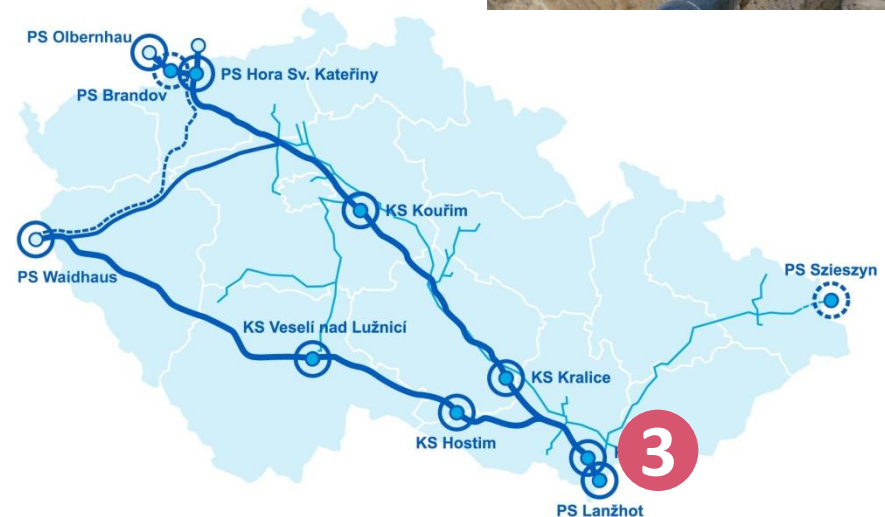 PS Olbernhau
PS Hora Sv. Kateřiny
PS Brandov
KS Kouřim
PS Waidhaus
PS Szieszyn
KS Veselí nad Lužnicí
KS Kralice
KS Hostim
3
PS Lanžhot